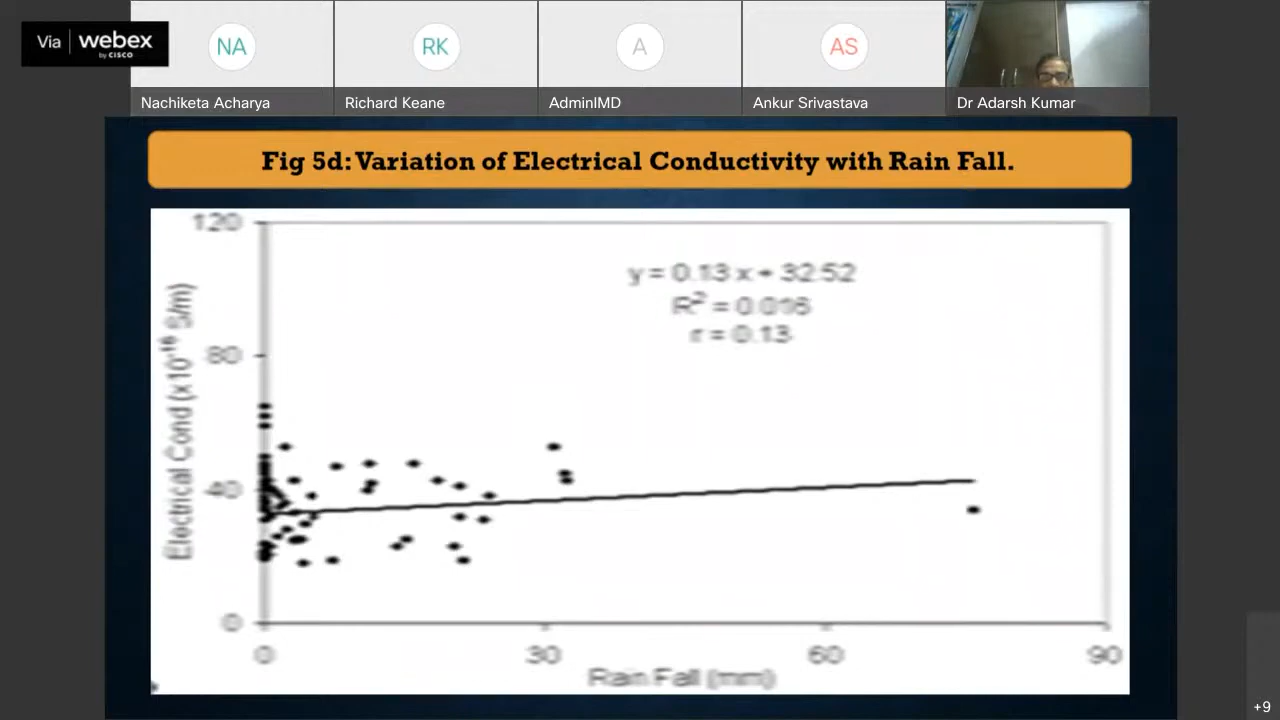 Via webex
by CISCO
NA
RK
A
AS
Nachiketa Acharya
Richard Keane
AdminIMD
Ankur Srivastava
Dr Adarsh Kumar
Fig 5d: Variation of Electrical Conductivity with Rain Fall.
120
y = 0.13 x + 32.52
R² = 0.016
r = 0.13
80
40
0
Electrical Cond (x10⁻¹⁶ S/m)
0 30 60 90
Rain Fall (mm)
+9